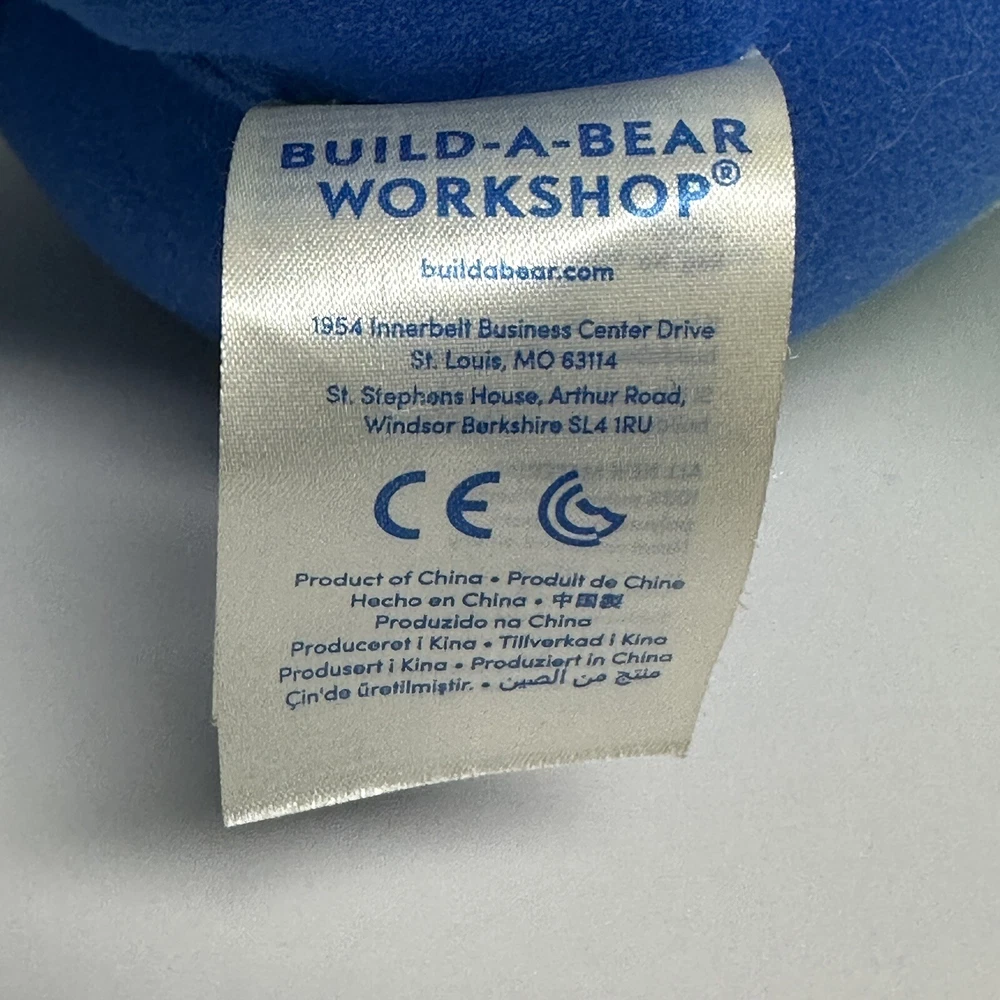 BUILD-A-BEAR
WORKSHOP®
buildabear.com
1954 Innerbelt Business Center Drive
St. Louis, MO 63114
St. Stephens House, Arthur Road,
Windsor Berkshire SL4 1RU
CE
Product of China • Produit de Chine
Hecho en China • 中国製
Produzido na China
Produceret i Kina • Tillverkad i Kina
Produsert i Kina • Produziert in China
Çin'de üretilmiştir. • منتج من الصين